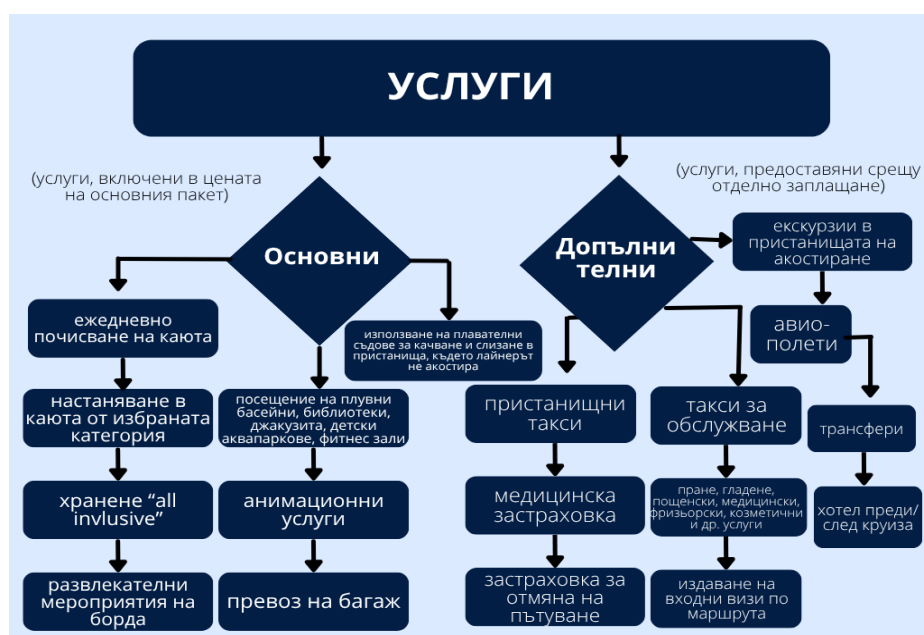 УСЛУГИ
(услуги, включени в цената
на основния пакет)
(услуги, предоставяни срещу
отделно заплащане)
Основни
Допълни
телни
ежедневно
почисване на каюта
настаняване в
каюта от избраната
категория
хранене “all
invlusive”
развлекателни
мероприятия на
борда
посещение на плувни
басейни, библиотеки,
джакузита, детски
аквапаркове, фитнес зали
анимационни
услуги
превоз на багаж
използване на плавателни
съдове за качване и слизане в
пристанища, където лайнерът
не акостира
пристанищни
такси
медицинска
застраховка
застраховка за
отмяна на
пътуване
такси за
обслужване
пране, гладене,
пощенски, медицински,
фризьорски, козметични
и др. услуги
издаване на
входни визи по
маршрута
екскурзии в
пристанищата на
акостиране
авио-
полети
трансфери
хотел преди/
след круиза